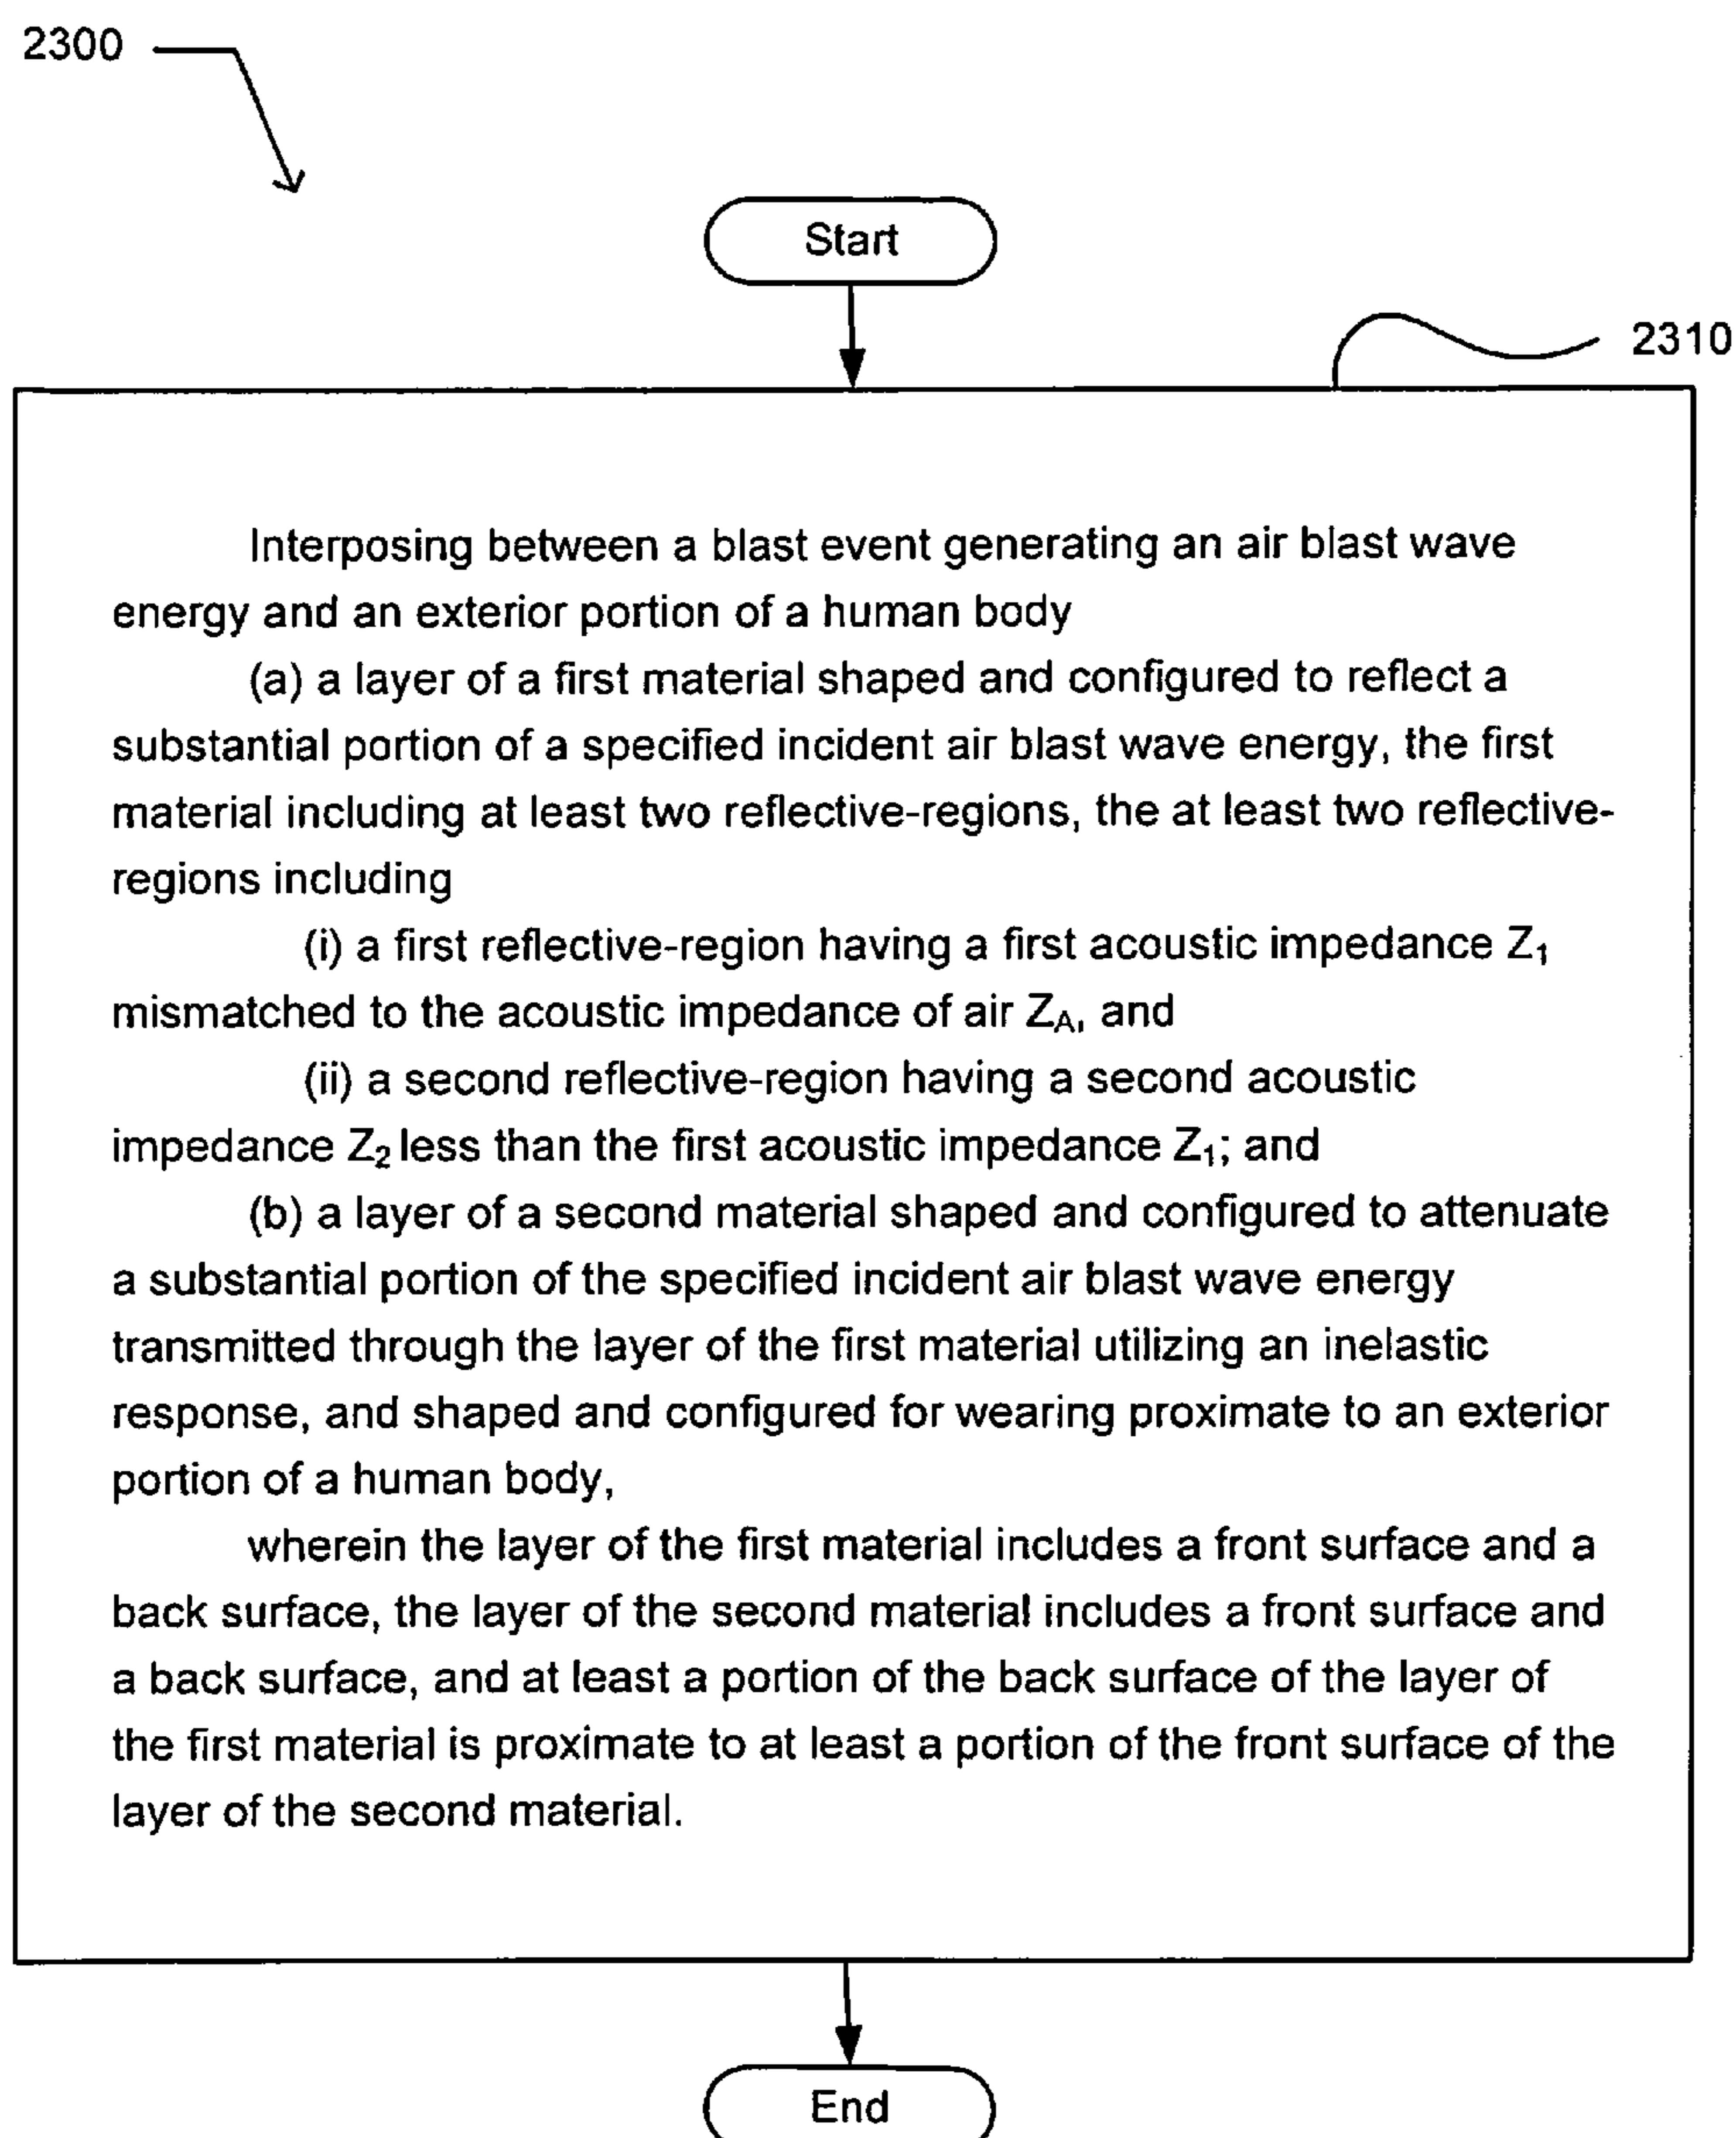 2300
Start
2310
Interposing between a blast event generating an air blast wave
energy and an exterior portion of a human body
(a) a layer of a first material shaped and configured to reflect a
substantial portion of a specified incident air blast wave energy, the first
material including at least two reflective-regions, the at least two reflective-
regions including
(i) a first reflective-region having a first acoustic impedance Z₁
mismatched to the acoustic impedance of air Z_A, and
(ii) a second reflective-region having a second acoustic
impedance Z₂ less than the first acoustic impedance Z₁; and
(b) a layer of a second material shaped and configured to attenuate
a substantial portion of the specified incident air blast wave energy
transmitted through the layer of the first material utilizing an inelastic
response, and shaped and configured for wearing proximate to an exterior
portion of a human body,
wherein the layer of the first material includes a front surface and a
back surface, the layer of the second material includes a front surface and
a back surface, and at least a portion of the back surface of the layer of
the first material is proximate to at least a portion of the front surface of the
layer of the second material.
End